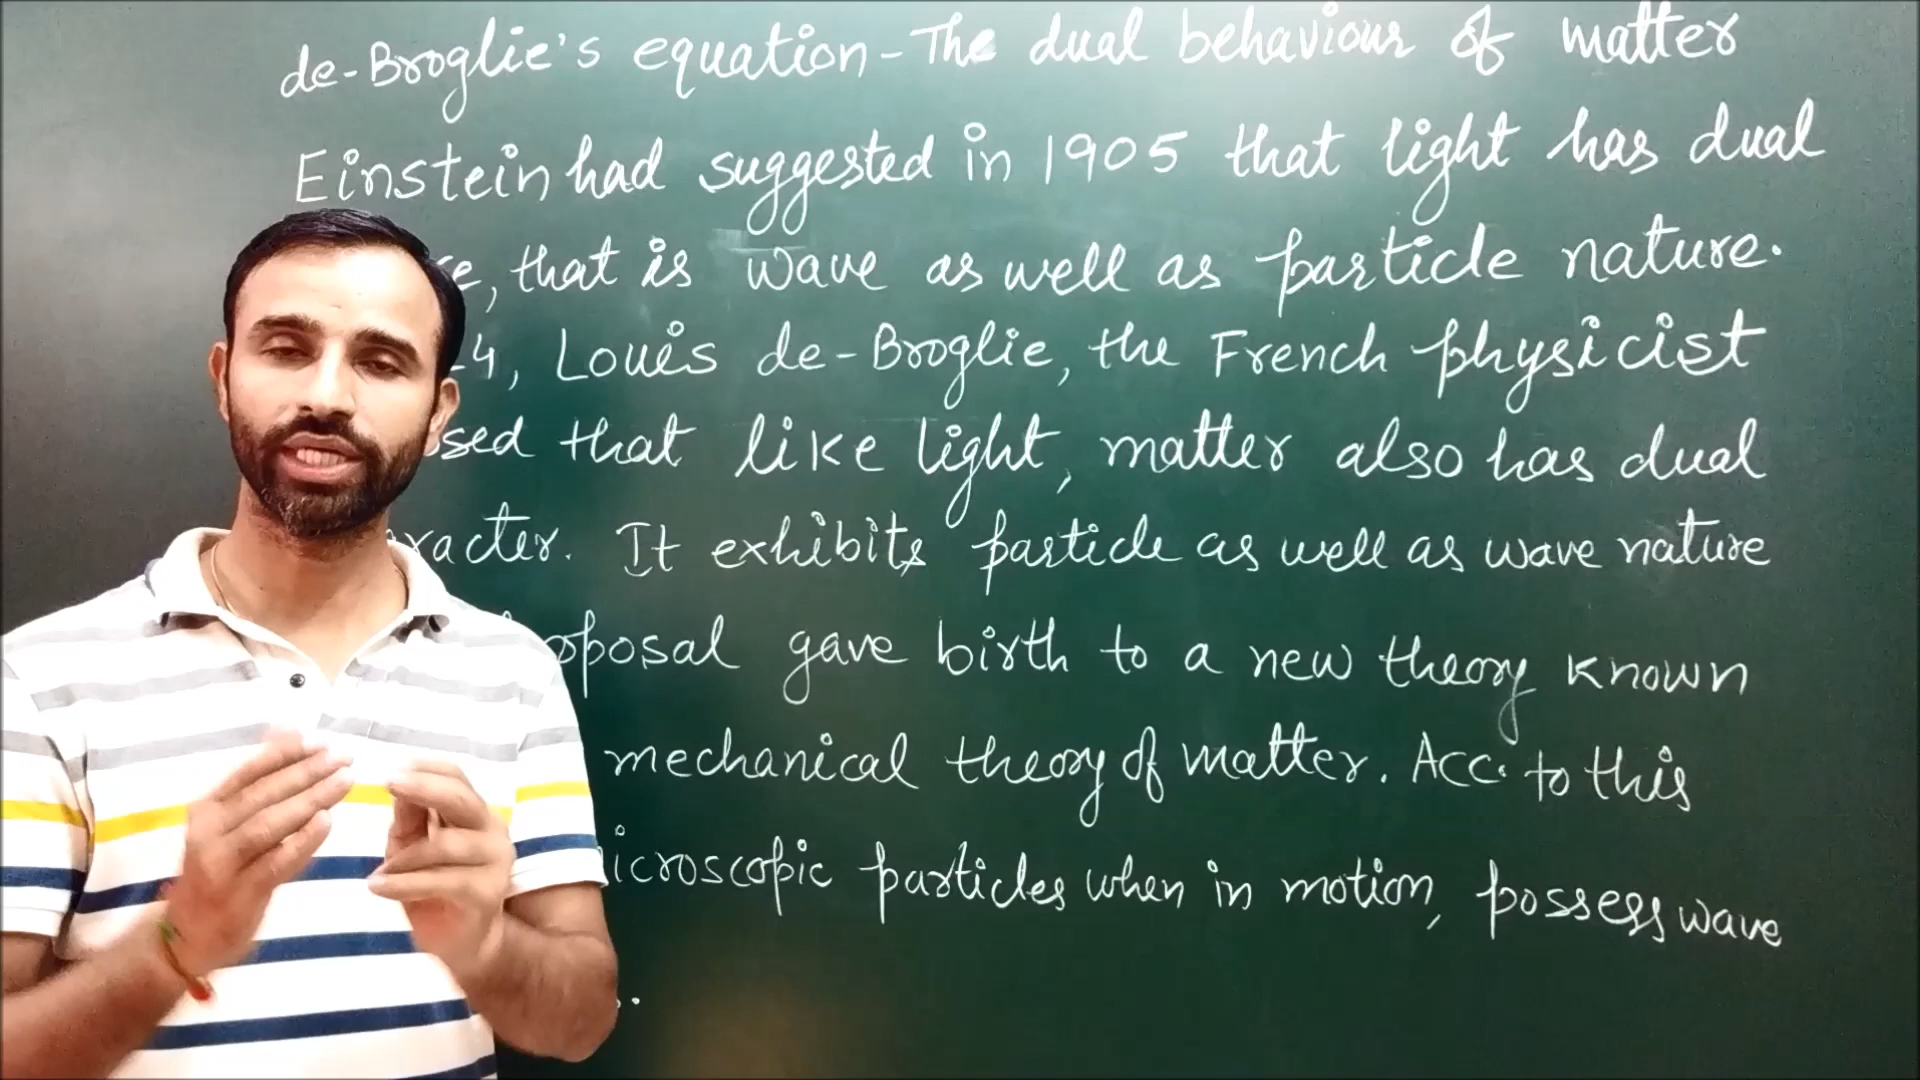 de-Broglie's equation - The dual behaviour of matter
Einstein had suggested in 1905 that light has dual
, that is wave as well as particle nature.
4, Louis de-Broglie, the French physicist
that like light, matter also has dual
It exhibits particle as well as wave nature
gave birth to a new theory known
mechanical theory of matter. Acc. to this
particles when in motion, possess wave